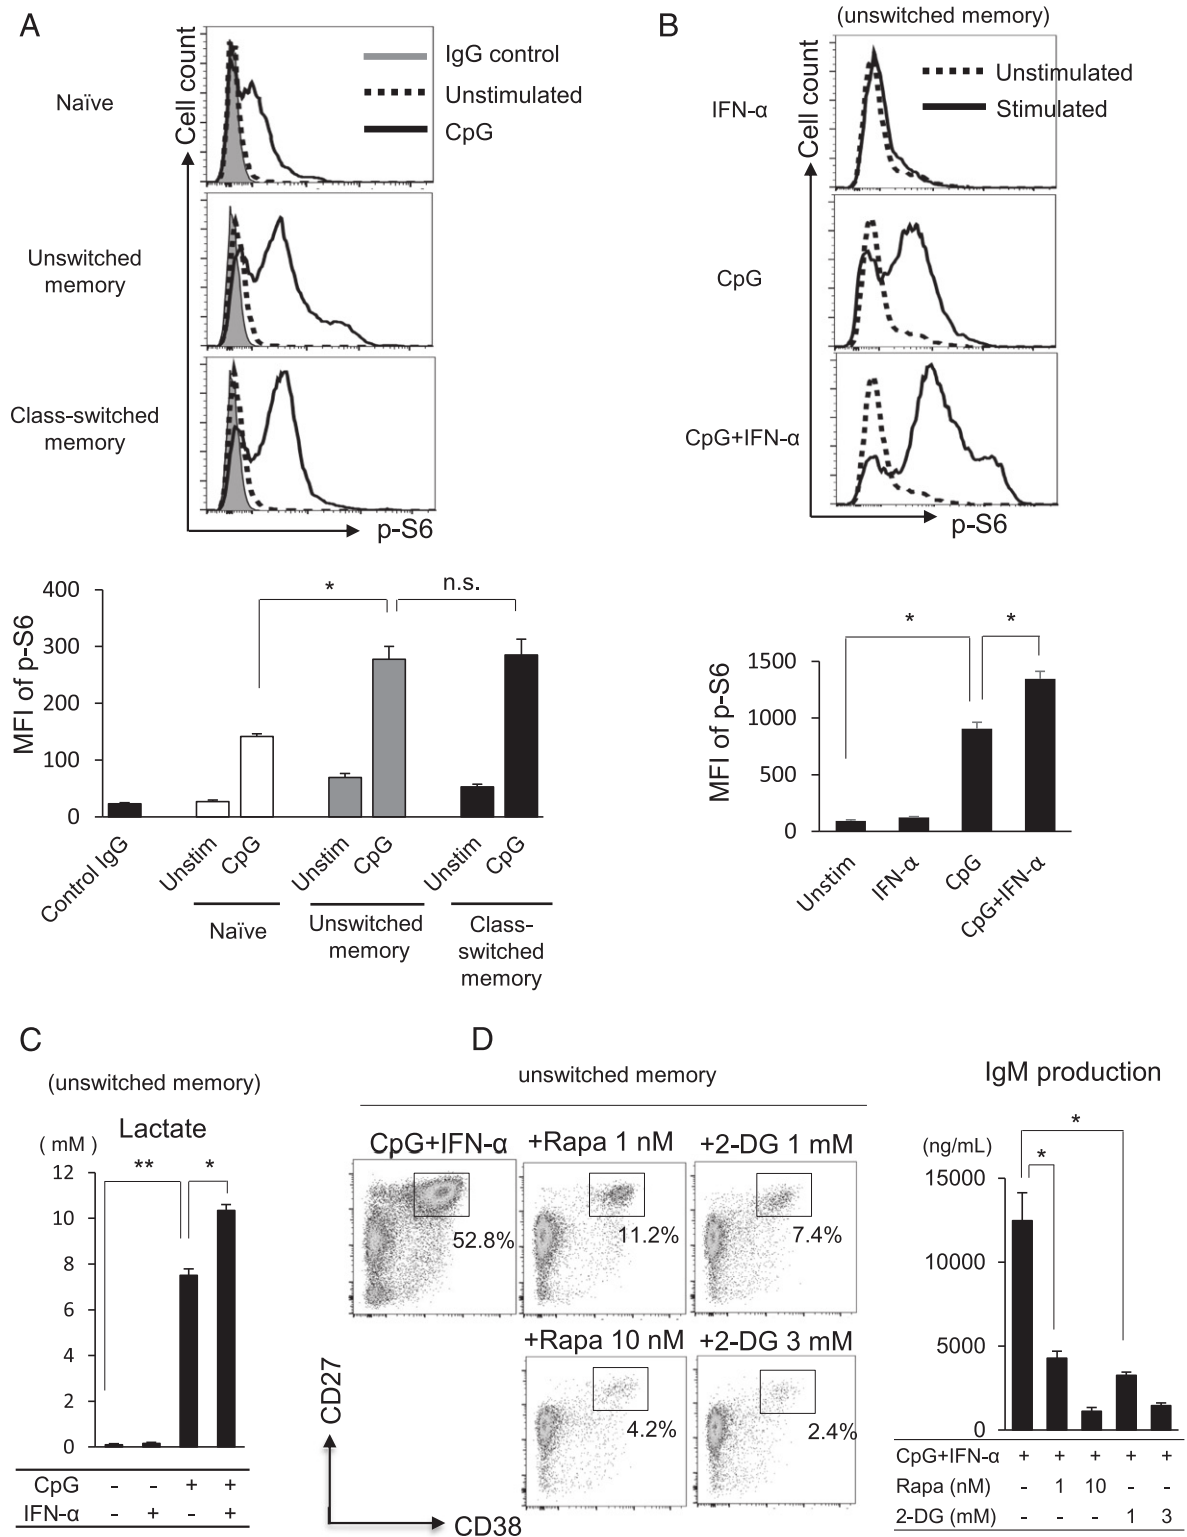 A
Cell count
IgG control
Unstimulated
CpG
Naïve
Unswitched
memory
Class-switched
memory
p-S6
MFI of p-S6
400
300
200
100
0
*
n.s.
Control IgG
Unstim
CpG
Unstim
CpG
Unstim
CpG
Naïve
Unswitched
memory
Class-
switched
memory
B
(unswitched memory)
Cell count
Unstimulated
Stimulated
IFN-α
CpG
CpG+IFN-α
p-S6
MFI of p-S6
1500
1000
500
0
*
*
Unstim
IFN-α
CpG
CpG+IFN-α
C
(unswitched memory)
Lactate
( mM )
12
10
8
6
4
2
0
**
*
CpG - - + +
IFN-α - + - +
D
unswitched memory
CpG+IFN-α
+Rapa 1 nM
+2-DG 1 mM
52.8%
11.2%
7.4%
+Rapa 10 nM
+2-DG 3 mM
4.2%
2.4%
CD27
CD38
IgM production
(ng/mL)
15000
10000
5000
0
*
*
CpG+IFN-α + + + + +
Rapa (nM) - 1 10 - -
2-DG (mM) - - - 1 3